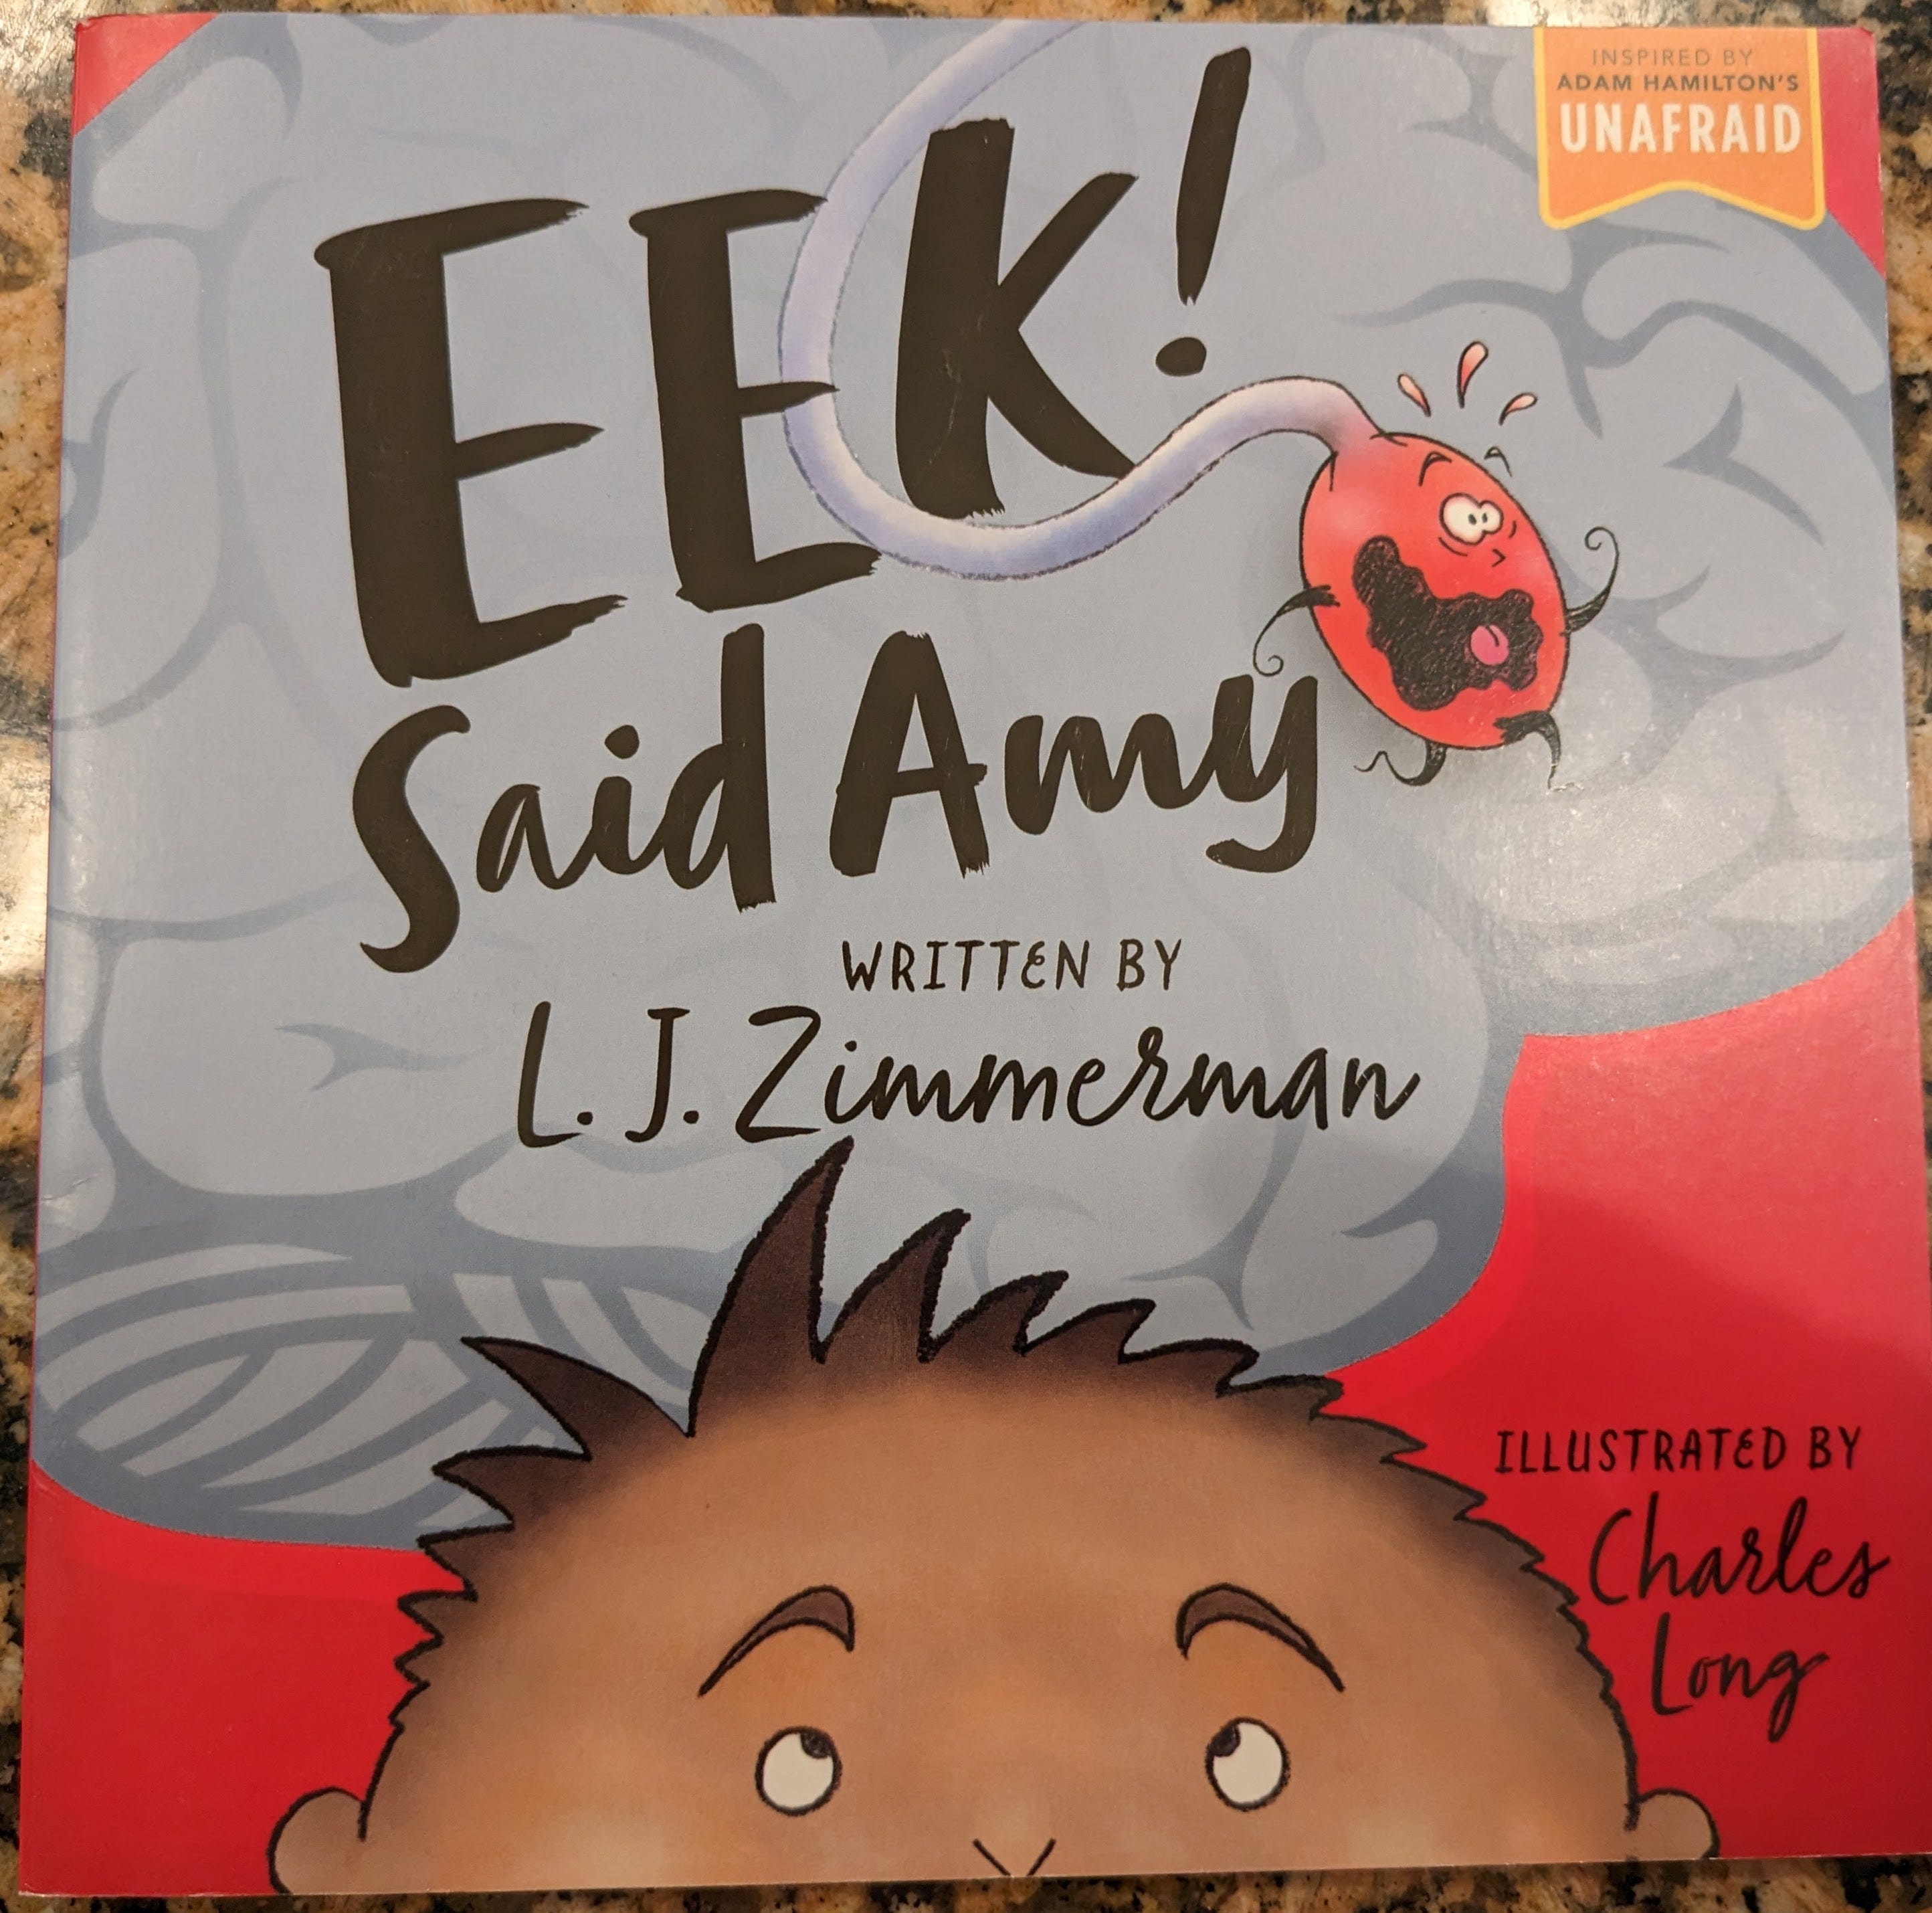 INSPIRED BY
ADAM HAMILTON'S
UNAFRAID
EEK!
Said Amy
WRITTEN BY
L. J. Zimmerman
ILLUSTRATED BY
Charles
Long